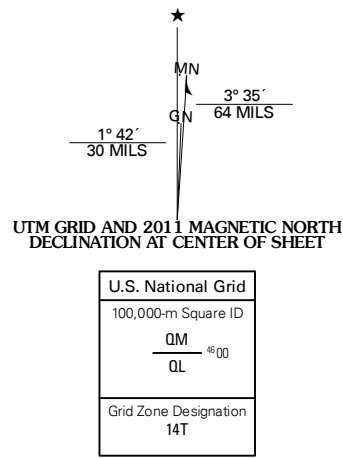 ★
MN
3° 35´
64 MILS
GN
1° 42´
30 MILS
UTM GRID AND 2011 MAGNETIC NORTH
DECLINATION AT CENTER OF SHEET
U.S. National Grid
100,000-m Square ID
QM
4600
QL
Grid Zone Designation
14T